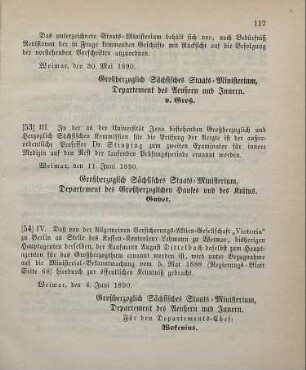 117
Das unterzeichnete Staats-Ministerium behält sich vor, nach Bedürfniß
Revisionen der in Frage kommenden Geschäfte mit Rücksicht auf die Befolgung der
vorstehenden Vorschriften anzuordnen.
Weimar, den 30. Mai 1890.
Großherzoglich Sächsisches Staats-Ministerium,
Departement des Aeußern und Innern.
v. Groß.
[53] III. Zu der an der Universität Jena bestehenden Großherzoglich und
Herzoglich Sächsischen Kommission für die Prüfung der Aerzte ist der außer-
ordentliche Professor Dr. Stinzing zum zweiten Examinator für innere
Medizin auf den Rest der laufenden Prüfungsperiode ernannt worden.
Weimar, den 11. Juni 1890.
Großherzoglich Sächsisches Staats-Ministerium,
Departement des Großherzoglichen Hauses und des Kultus.
Guyet.
[54] IV. Daß von der Allgemeinen Versicherungs-Aktien-Gesellschaft „Victoria"
zu Berlin an Stelle des Kassen-Kontroleur Lehmann zu Weimar, bisherigen
Hauptagenten derselben, der Kaufmann August Dittelbach daselbst zum Haupt-
agenten für das Großherzogthum ernannt worden ist, wird unter Bezugnahme
auf die Ministerial-Bekanntmachung vom 5. Mai 1888 (Regierungs-Blatt
Seite 68) hierdurch zur öffentlichen Kenntniß gebracht.
Weimar, den 4. Juni 1890.
Großherzoglich Sächsisches Staats-Ministerium,
Departement des Aeußern und Innern.
Für den Departements-Chef:
Wokenius.